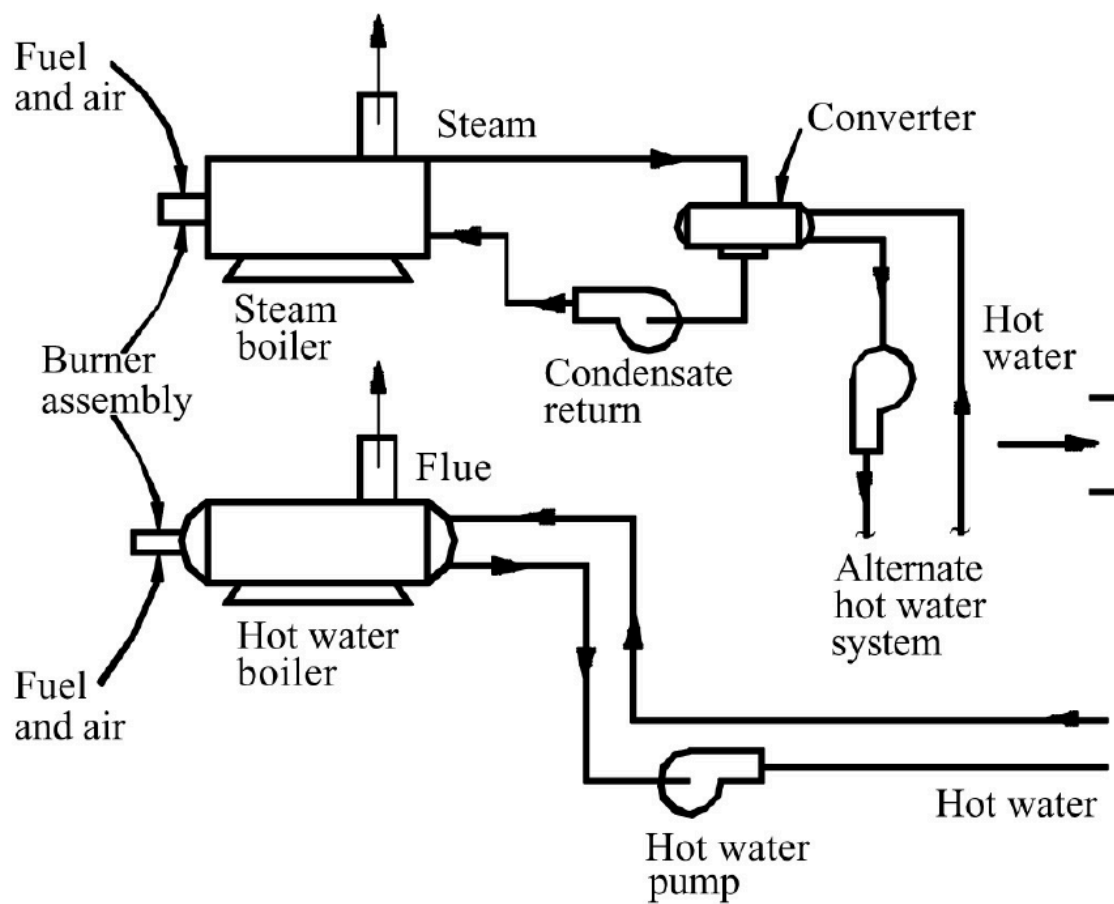 Fuel
and air
Steam
Converter
Steam
boiler
Burner
assembly
Condensate
return
Hot
water
Flue
Alternate
hot water
system
Hot water
boiler
Fuel
and air
Hot water
Hot water
pump